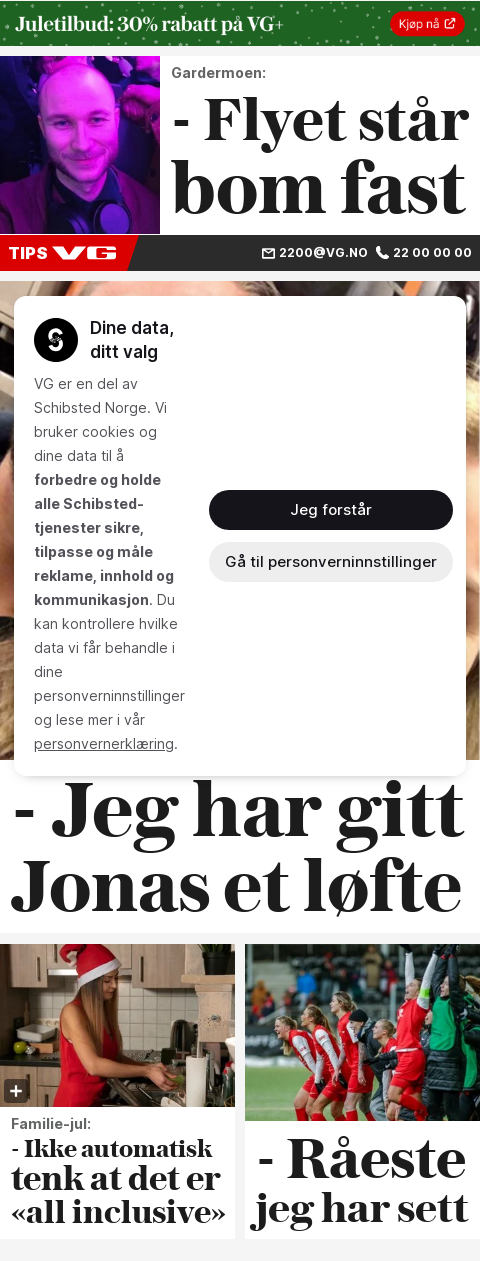 Juletilbud: 30% rabatt på VG+
Kjøp nå
Gardermoen:
- Flyet står
bom fast
TIPS VG
2200@VG.NO 22 00 00 00
Dine data,
ditt valg
VG er en del av
Schibsted Norge. Vi
bruker cookies og
dine data til å
forbedre og holde
alle Schibsted-
tjenester sikre,
tilpasse og måle
reklame, innhold og
kommunikasjon. Du
kan kontrollere hvilke
data vi får behandle i
dine
personverninnstillinger
og lese mer i vår
personvernerklæring.
Jeg forstår
Gå til personverninnstillinger
- Jeg har gitt
Jonas et løfte
Familie-jul:
- Ikke automatisk
tenk at det er
«all inclusive»
- Råeste
jeg har sett